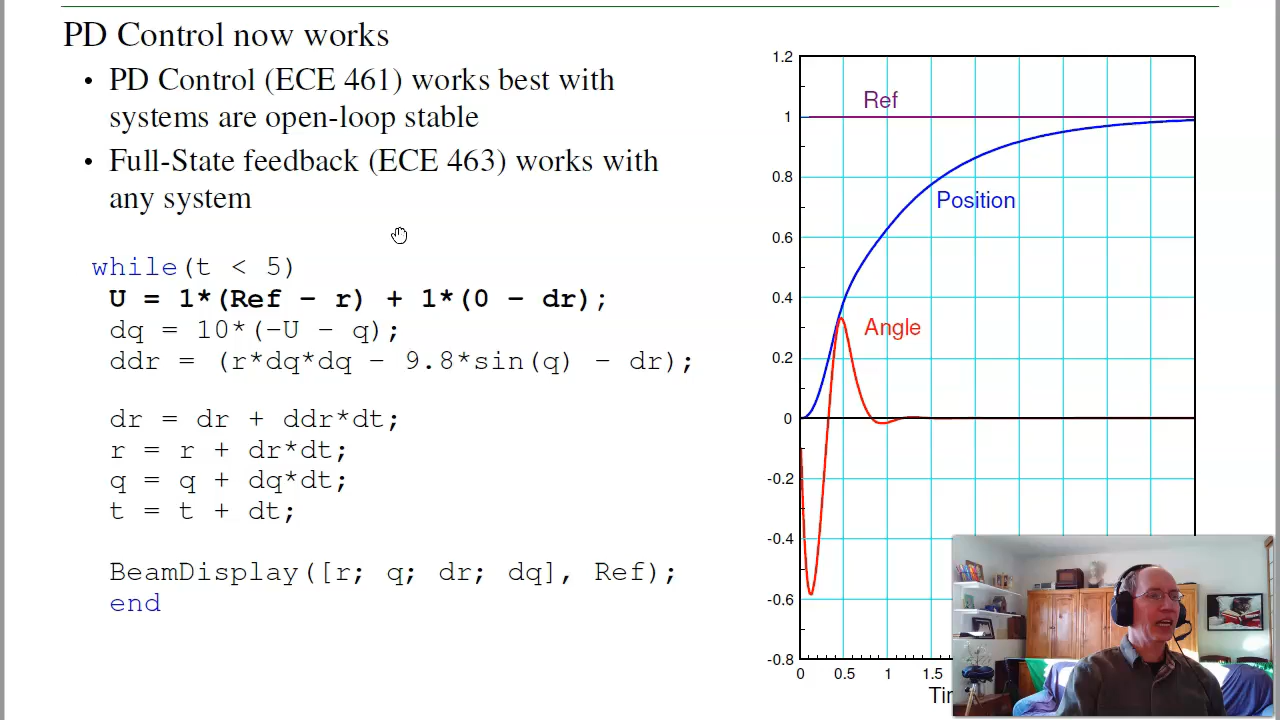 PD Control now works
• PD Control (ECE 461) works best with
systems are open-loop stable
• Full-State feedback (ECE 463) works with
any system
while(t < 5)
U = 1*(Ref - r) + 1*(0 - dr);
dq = 10*(-U - q);
ddr = (r*dq*dq - 9.8*sin(q) - dr);
dr = dr + ddr*dt;
r = r + dr*dt;
q = q + dq*dt;
t = t + dt;
BeamDisplay([r; q; dr; dq], Ref);
end
1.2
Ref
1
0.8
Position
0.6
0.4
Angle
0.2
0
-0.2
-0.4
-0.6
-0.8
0 0.5 1 1.5